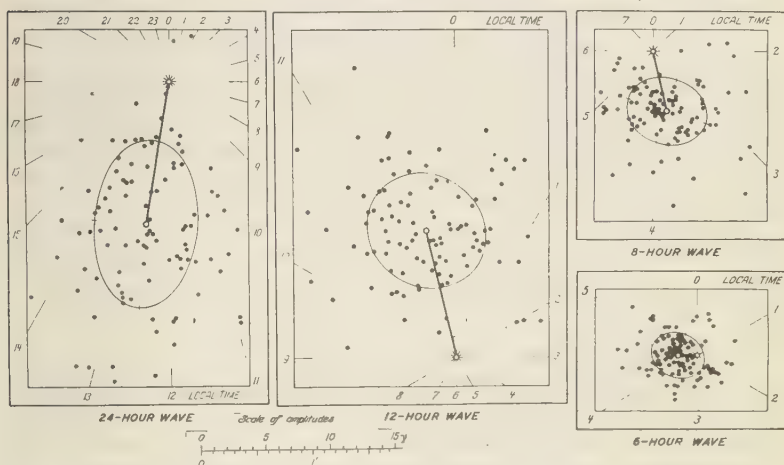 20 21 22 23 0 1 2 3 4
19
5
18
6
7
17
8
16
9
15
10
14
11
13 12 LOCAL TIME
24-HOUR WAVE
0 LOCAL TIME
11
1
10
9
8 7 6 5 4
12-HOUR WAVE
7 0 1 LOCAL TIME
6
2
5
3
4
8-HOUR WAVE
5
0 LOCAL TIME
1
2
4
3
6-HOUR WAVE
Scale of amplitudes
0 5 10 15γ
0